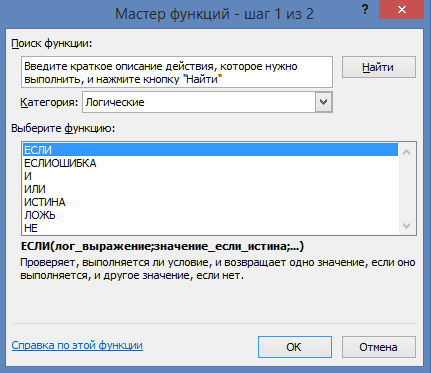 Мастер функций - шаг 1 из 2
?
Поиск функции:
Введите краткое описание действия, которое нужно
выполнить, и нажмите кнопку "Найти"
Найти
Категория:
Логические
Выберите функцию:
ЕСЛИ
ЕСЛИОШИБКА
И
ИЛИ
ИСТИНА
ЛОЖЬ
НЕ
ЕСЛИ(лог_выражение;значение_если_истина;...)
Проверяет, выполняется ли условие, и возвращает одно значение, если оно
выполняется, и другое значение, если нет.
Справка по этой функции
ОК
Отмена